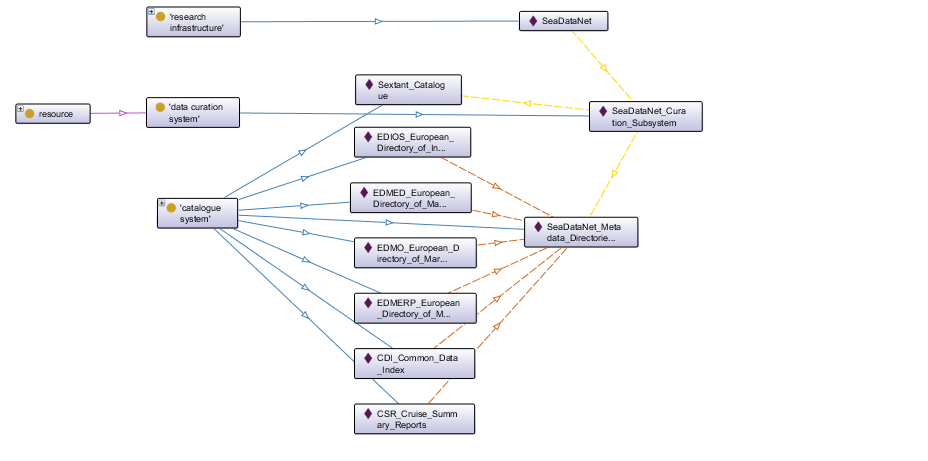 'research
infrastructure'
SeaDataNet
Sextant_Catalog
ue
resource
'data curation
system'
SeaDataNet_Cura
tion_Subsystem
EDIOS_European_
Directory_of_In...
EDMED_European_
Directory_of_Ma...
'catalogue
system'
SeaDataNet_Meta
data_Directorie...
EDMO_European_D
irectory_of_Mar...
EDMERP_European
_Directory_of_M...
CDI_Common_Data
_Index
CSR_Cruise_Summ
ary_Reports